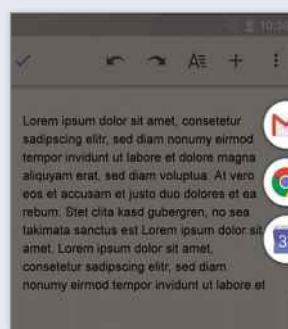 10:00
Lorem ipsum dolor sit amet, consetetur
sadipscing elitr, sed diam nonumy eirmod
tempor invidunt ut labore et dolore magna
aliquyam erat, sed diam voluptua. At vero
eos et accusam et justo duo dolores et ea
rebum. Stet clita kasd gubergren, no sea
takimata sanctus est Lorem ipsum dolor sit
amet. Lorem ipsum dolor sit amet,
consetetur sadipscing elitr, sed diam
nonumy eirmod tempor invidunt ut labore et